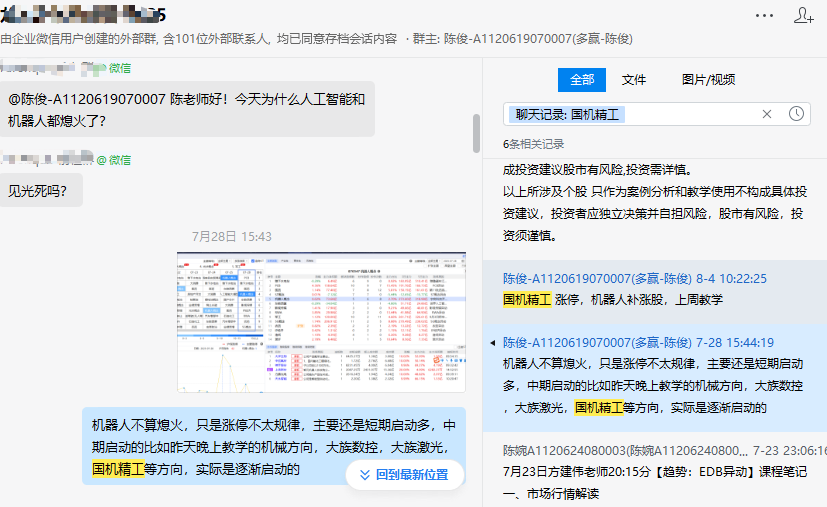 由企业微信用户创建的外部群, 含101位外部联系人, 均已同意存档会话内容 · 群主: 陈俊-A1120619070007(多赢-陈俊)
@微信
@陈俊-A1120619070007 陈老师好！今天为什么人工智能和
机器人都熄火了？
@微信
见光死吗？
7月28日 15:43
机器人不算熄火，只是涨停不太规律，主要还是短期启动多，中
期启动的比如昨天晚上教学的机械方向，大族数控，大族激光，
国机精工等方向，实际是逐渐启动的
回到最新位置
全部 文件 图片/视频
聊天记录: 国机精工
6条相关记录
成投资建议股市有风险,投资需详慎。
以上所涉及个股 只作为案例分析和教学使用不构成具体投
资建议，投资者应独立决策并自担风险，股市有风险，投
资须谨慎。
陈俊-A1120619070007(多赢-陈俊) 8-4 10:22:25
国机精工 涨停，机器人补涨股，上周教学
陈俊-A1120619070007(多赢-陈俊) 7-28 15:44:19
机器人不算熄火，只是涨停不太规律，主要还是短期启动
多，中期启动的比如昨天晚上教学的机械方向，大族数控
，大族激光，国机精工等方向，实际是逐渐启动的
陈婉A1120624080003(陈婉A11206240800... 7-23 23:06:16
7月23日方建伟老师20:15分【趋势：EDB异动】课程笔记
一、市场行情解读